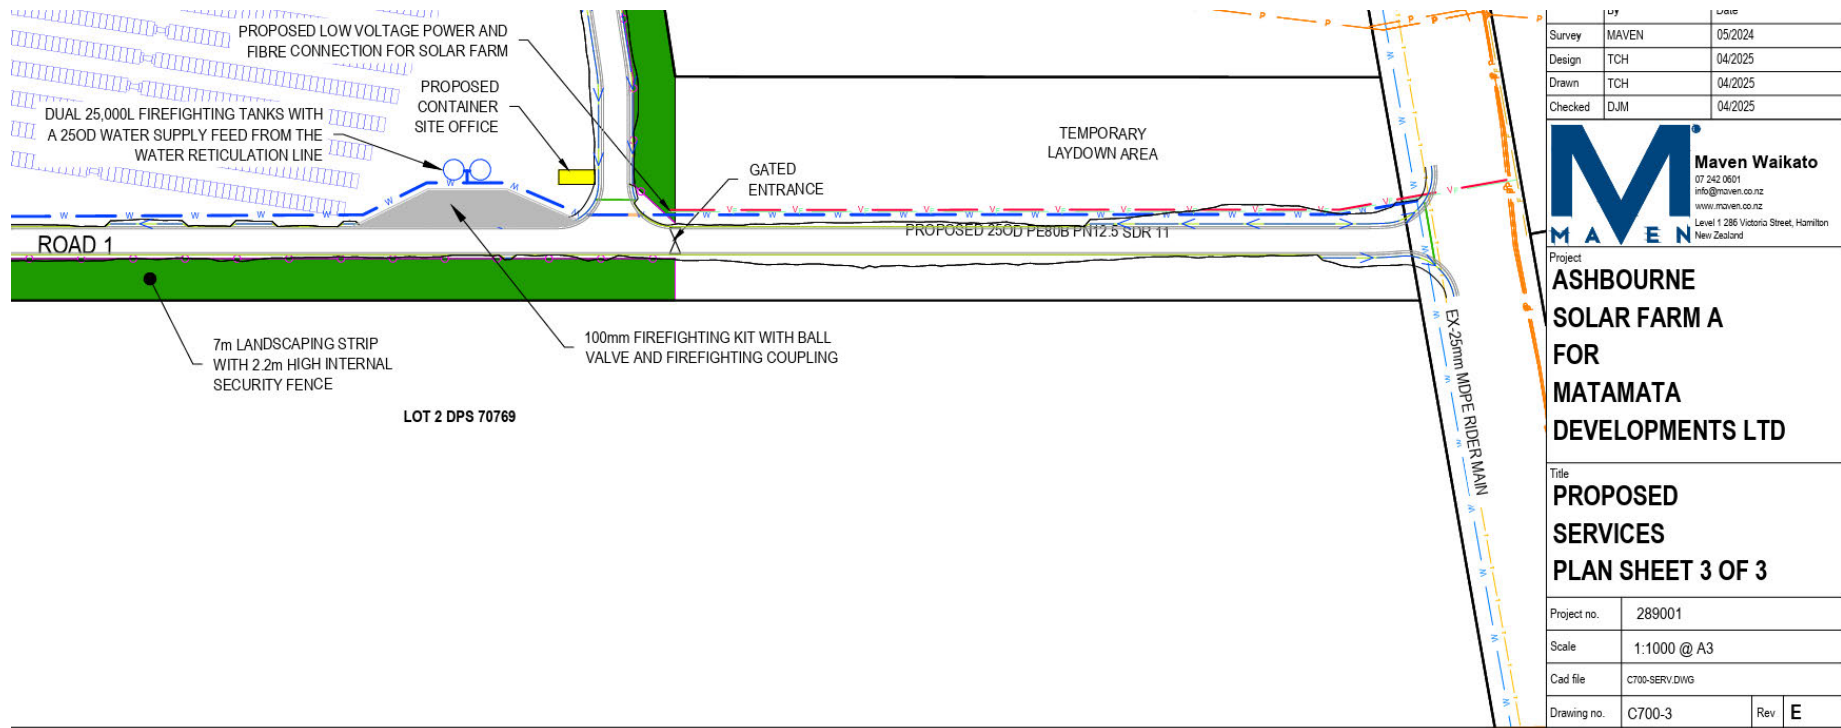 PROPOSED LOW VOLTAGE POWER AND
FIBRE CONNECTION FOR SOLAR FARM
PROPOSED
CONTAINER
SITE OFFICE
DUAL 25,000L FIREFIGHTING TANKS WITH
A 25OD WATER SUPPLY FEED FROM THE
WATER RETICULATION LINE
TEMPORARY
LAYDOWN AREA
GATED
ENTRANCE
ROAD 1
PROPOSED 25OD PE80B PN12.5 SDR 11
7m LANDSCAPING STRIP
WITH 2.2m HIGH INTERNAL
SECURITY FENCE
100mm FIREFIGHTING KIT WITH BALL
VALVE AND FIREFIGHTING COUPLING
LOT 2 DPS 70769
EX-25mm MDPE RIDER MAIN
By Date
Survey MAVEN 05/2024
Design TCH 04/2025
Drawn TCH 04/2025
Checked DJM 04/2025
MAVEN
Maven Waikato
07 242 0601
info@maven.co.nz
www.maven.co.nz
Level 1 286 Victoria Street, Hamilton
New Zealand
Project
ASHBOURNE
SOLAR FARM A
FOR
MATAMATA
DEVELOPMENTS LTD
Title
PROPOSED
SERVICES
PLAN SHEET 3 OF 3
Project no. 289001
Scale 1:1000 @ A3
Cad file C700-SERV.DWG
Drawing no. C700-3 Rev E